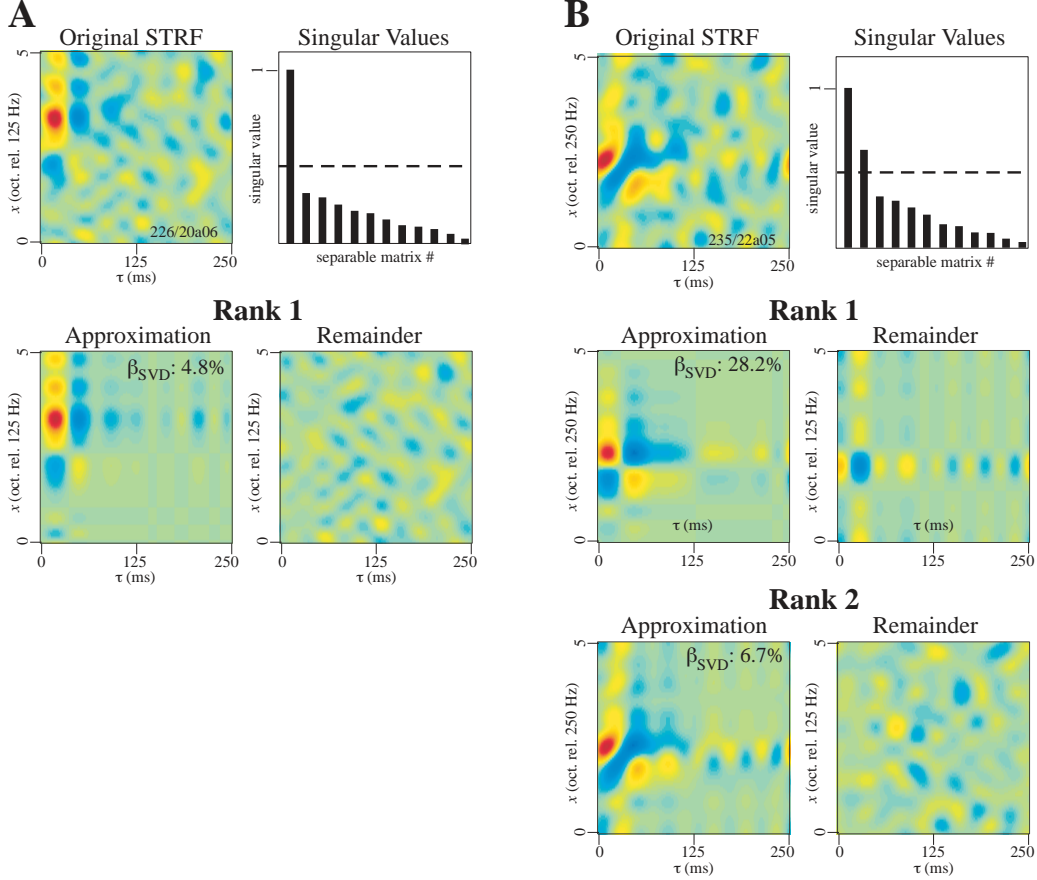 A
Original STRF
Singular Values
5
x (oct. rel. 125 Hz)
0
226/20a06
0 125 250
τ (ms)
1
singular value
separable matrix #
Rank 1
Approximation
Remainder
βSVD: 4.8%
5
x (oct. rel. 125 Hz)
0
0 125 250
τ (ms)
5
x (oct. rel. 125 Hz)
0
0 125 250
τ (ms)
B
Original STRF
Singular Values
5
x (oct. rel. 250 Hz)
0
235/22a05
0 125 250
τ (ms)
1
singular value
separable matrix #
Rank 1
Approximation
Remainder
βSVD: 28.2%
5
x (oct. rel. 250 Hz)
0
τ (ms)
0 125 250
5
x (oct. rel. 125 Hz)
0
τ (ms)
0 125 250
Rank 2
Approximation
Remainder
βSVD: 6.7%
5
x (oct. rel. 250 Hz)
0
0 125 250
τ (ms)
5
x (oct. rel. 125 Hz)
0
0 125 250
τ (ms)